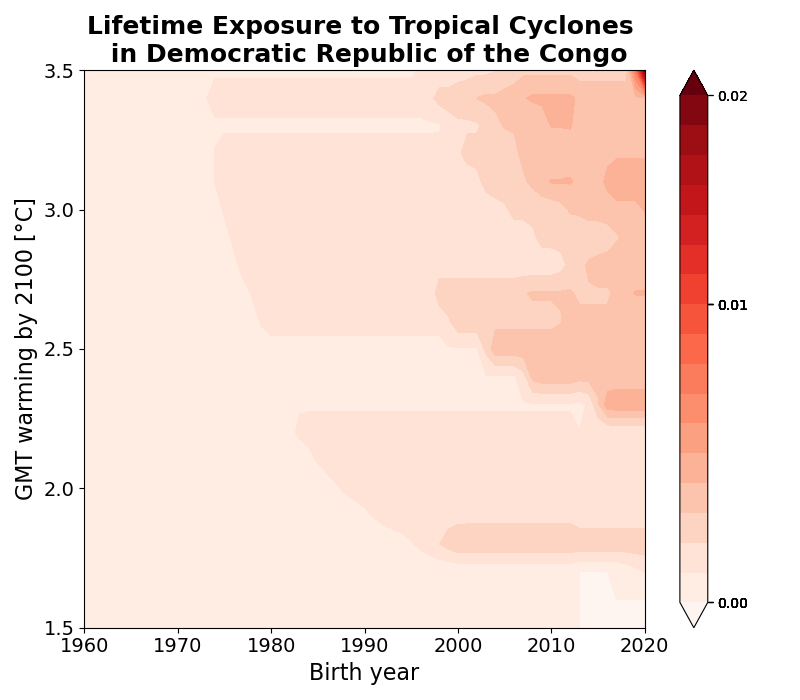 Lifetime Exposure to Tropical Cyclones
in Democratic Republic of the Congo
GMT warming by 2100 [°C]
3.5
3.0
2.5
2.0
1.5
1960 1970 1980 1990 2000 2010 2020
Birth year
0.02
0.01
0.00